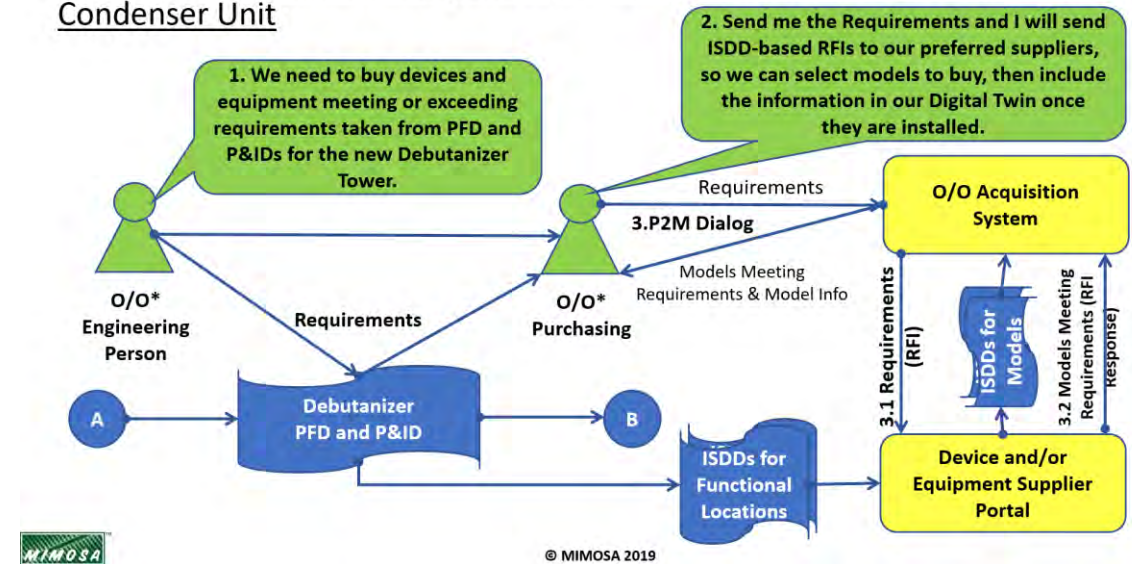 Condenser Unit
1. We need to buy devices and
equipment meeting or exceeding
requirements taken from PFD and
P&IDs for the new Debutanizer
Tower.
2. Send me the Requirements and I will send
ISDD-based RFIs to our preferred suppliers,
so we can select models to buy, then include
the information in our Digital Twin once
they are installed.
Requirements
3.P2M Dialog
Models Meeting
Requirements & Model Info
O/O Acquisition
System
O/O*
Engineering
Person
Requirements
O/O*
Purchasing
3.1 Requirements
(RFI)
ISDDs for
Models
3.2 Models Meeting
Requirements (RFI
Response)
A
Debutanizer
PFD and P&ID
B
ISDDs for
Functional
Locations
Device and/or
Equipment Supplier
Portal
MIMOSA
© MIMOSA 2019